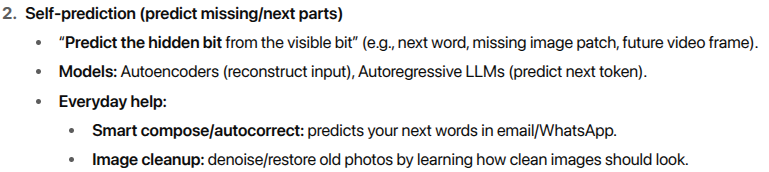 2. Self-prediction (predict missing/next parts)
• “Predict the hidden bit from the visible bit” (e.g., next word, missing image patch, future video frame).
• Models: Autoencoders (reconstruct input), Autoregressive LLMs (predict next token).
• Everyday help:
• Smart compose/autocorrect: predicts your next words in email/WhatsApp.
• Image cleanup: denoise/restore old photos by learning how clean images should look.